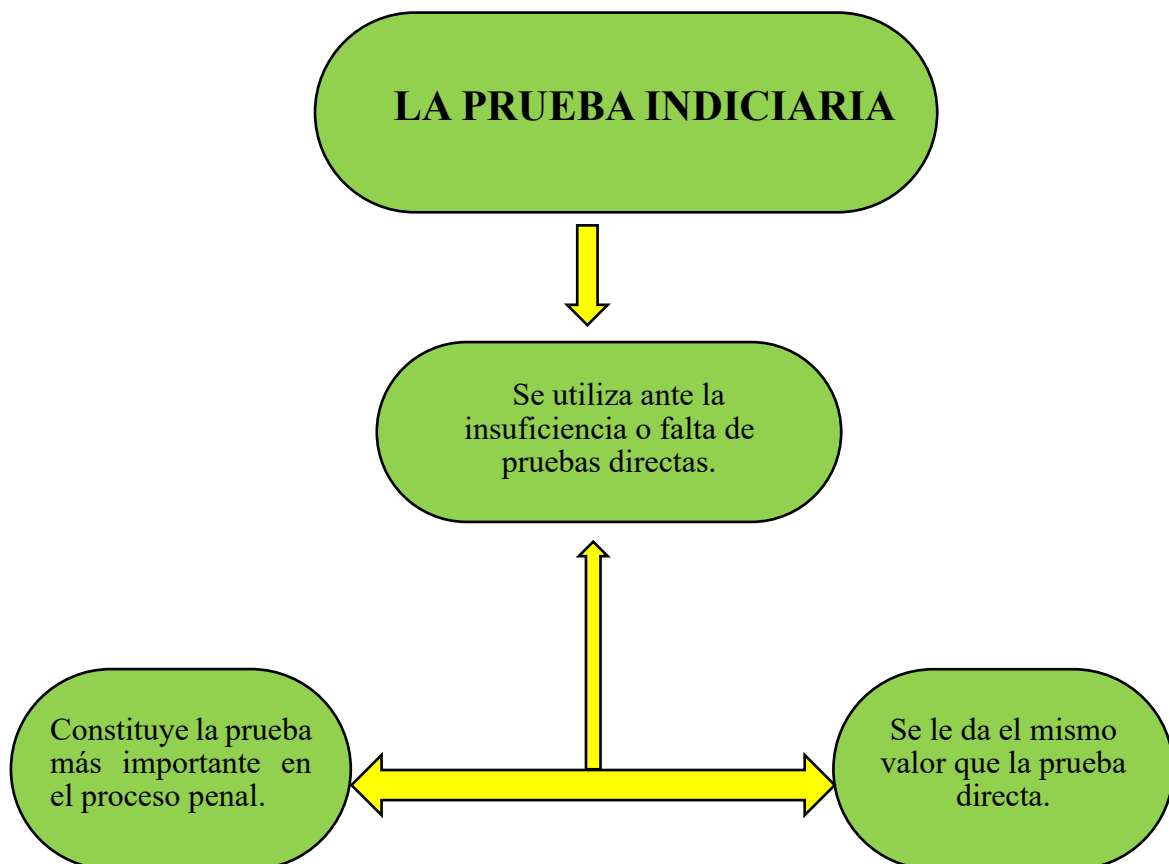 LA PRUEBA INDICIARIA
Se utiliza ante la
insuficiencia o falta de
pruebas directas.
Constituye la prueba
más importante en
el proceso penal.
Se le da el mismo
valor que la prueba
directa.